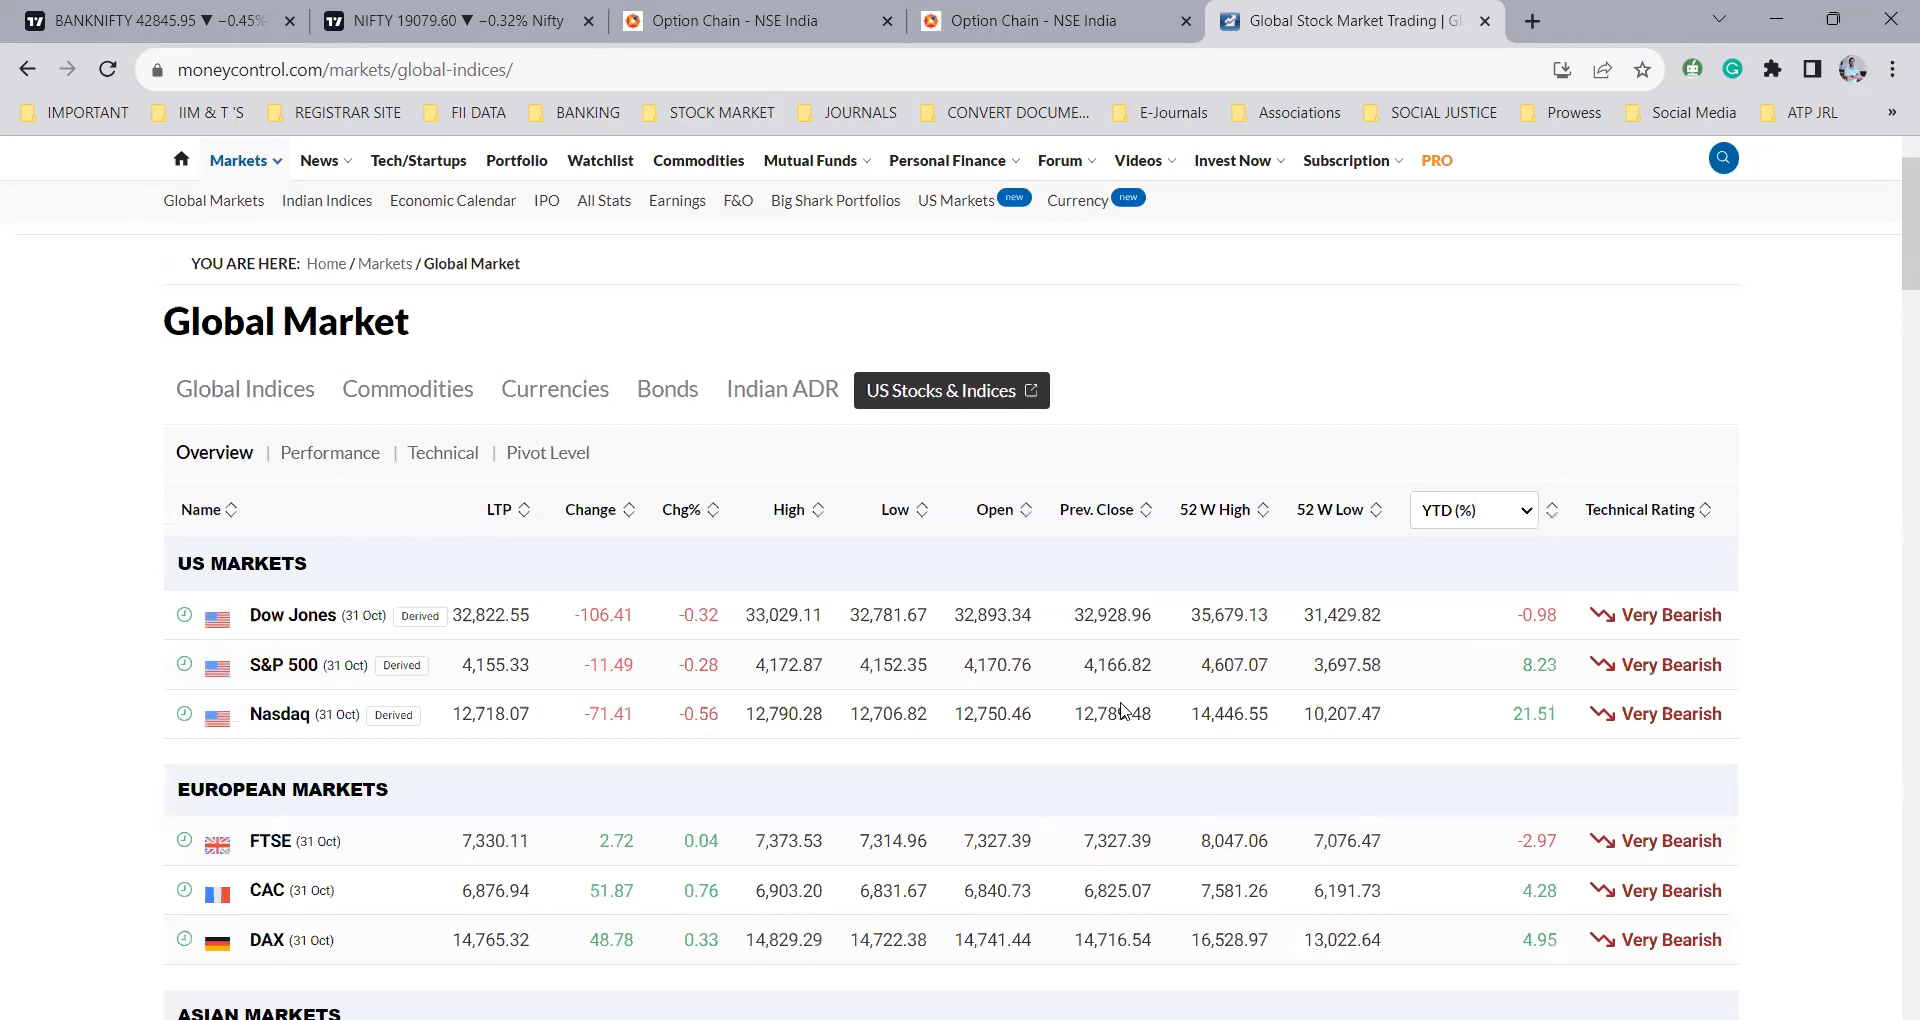 BANKNIFTY 42845.95 ▼ −0.45%
NIFTY 19079.60 ▼ −0.32% Nifty
Option Chain - NSE India
Option Chain - NSE India
Global Stock Market Trading | Gl
moneycontrol.com/markets/global-indices/
IMPORTANT IIM & T 'S REGISTRAR SITE FII DATA BANKING STOCK MARKET JOURNALS CONVERT DOCUME... E-Journals Associations SOCIAL JUSTICE Prowess Social Media ATP JRL »
Markets News Tech/Startups Portfolio Watchlist Commodities Mutual Funds Personal Finance Forum Videos Invest Now Subscription PRO
Global Markets Indian Indices Economic Calendar IPO All Stats Earnings F&O Big Shark Portfolios US Markets new Currency new
YOU ARE HERE: Home / Markets / Global Market
Global Market
Global Indices Commodities Currencies Bonds Indian ADR US Stocks & Indices
Overview | Performance | Technical | Pivot Level
Name LTP Change Chg% High Low Open Prev. Close 52 W High 52 W Low YTD (%) Technical Rating
US MARKETS
Dow Jones (31 Oct) Derived 32,822.55 -106.41 -0.32 33,029.11 32,781.67 32,893.34 32,928.96 35,679.13 31,429.82 -0.98 Very Bearish
S&P 500 (31 Oct) Derived 4,155.33 -11.49 -0.28 4,172.87 4,152.35 4,170.76 4,166.82 4,607.07 3,697.58 8.23 Very Bearish
Nasdaq (31 Oct) Derived 12,718.07 -71.41 -0.56 12,790.28 12,706.82 12,750.46 12,789.48 14,446.55 10,207.47 21.51 Very Bearish
EUROPEAN MARKETS
FTSE (31 Oct) 7,330.11 2.72 0.04 7,373.53 7,314.96 7,327.39 7,327.39 8,047.06 7,076.47 -2.97 Very Bearish
CAC (31 Oct) 6,876.94 51.87 0.76 6,903.20 6,831.67 6,840.73 6,825.07 7,581.26 6,191.73 4.28 Very Bearish
DAX (31 Oct) 14,765.32 48.78 0.33 14,829.29 14,722.38 14,741.44 14,716.54 16,528.97 13,022.64 4.95 Very Bearish
ASIAN MARKETS